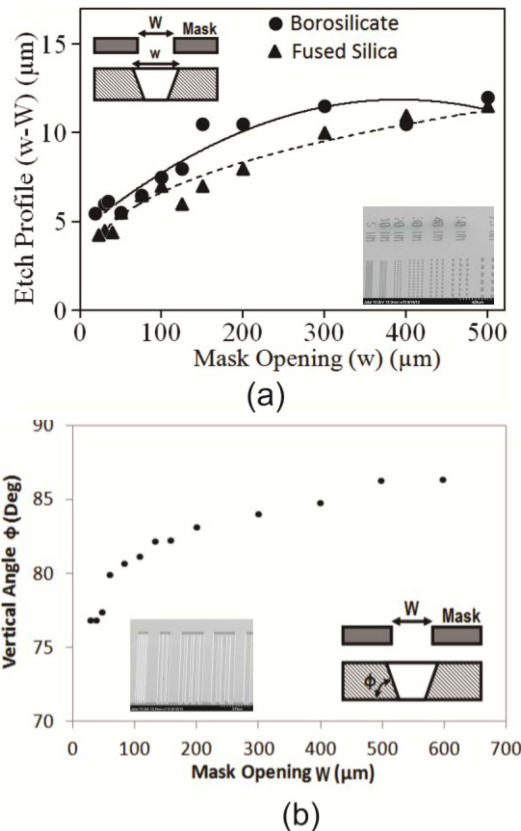 W
Mask
w
Borosilicate
Fused Silica
Etch Profile (w-W) (µm)
15
10
5
0
100
200
300
400
500
Mask Opening (w) (µm)
(a)
90
85
80
75
70
Vertical Angle ϕ (Deg)
W
Mask
ϕ
0
100
200
300
400
500
600
700
Mask Opening W (µm)
(b)